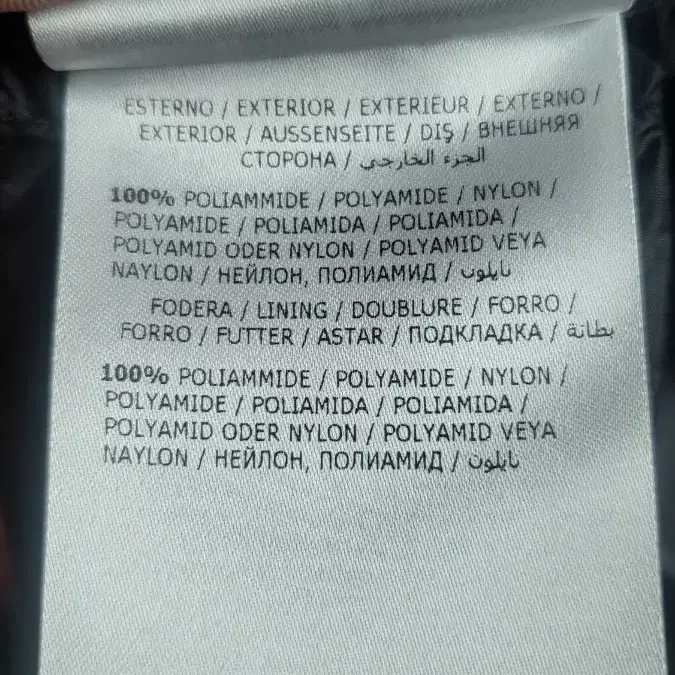 ESTERNO / EXTERIOR / EXTERIEUR / EXTERNO /
EXTERIOR / AUSSENSEITE / DIŞ / ВНЕШНЯЯ
СТОРОНА / الجزء الخارجي
100% POLIAMMIDE / POLYAMIDE / NYLON /
POLYAMIDE / POLIAMIDA / POLIAMIDA /
POLYAMID ODER NYLON / POLYAMID VEYA
NAYLON / НЕЙЛОН, ПОЛИАМИД / نايلون
FODERA / LINING / DOUBLURE / FORRO /
FORRO / FUTTER / ASTAR / ПОДКЛАДКА / بطانة
100% POLIAMMIDE / POLYAMIDE / NYLON /
POLYAMIDE / POLIAMIDA / POLIAMIDA /
POLYAMID ODER NYLON / POLYAMID VEYA
NAYLON / НЕЙЛОН, ПОЛИАМИД / نايلون